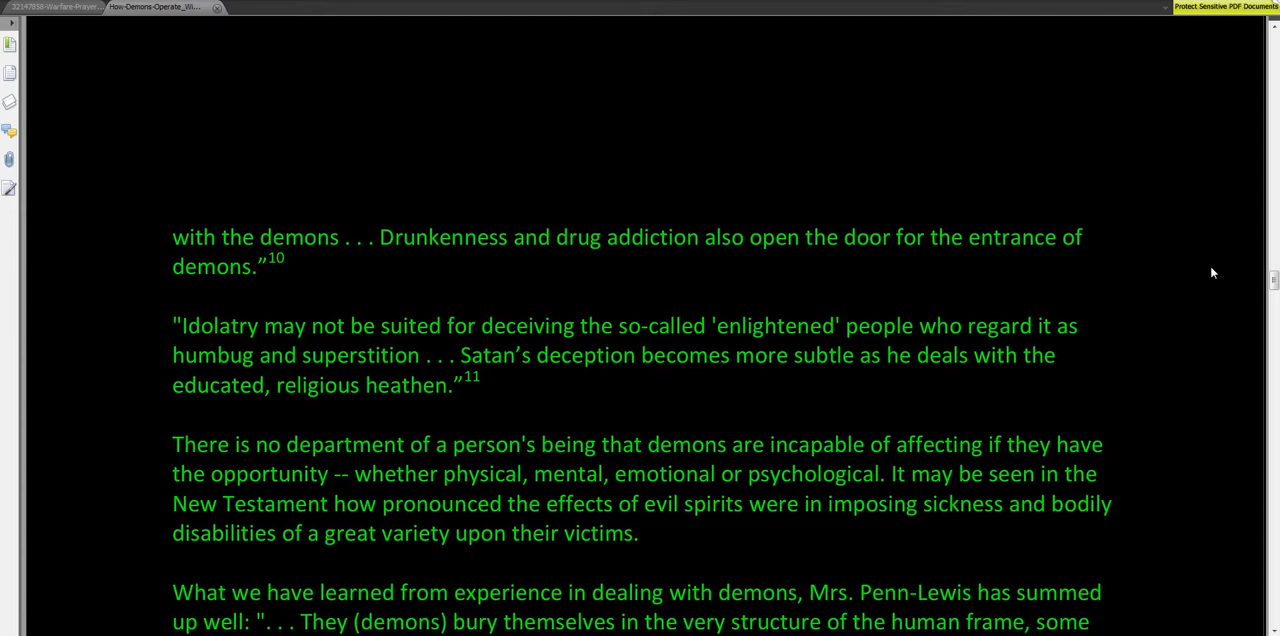 32147858-Warfare-Prayer... How-Demons-Operate_Wi...
Protect Sensitive PDF Documents
with the demons . . . Drunkenness and drug addiction also open the door for the entrance of
demons.”10
"Idolatry may not be suited for deceiving the so-called 'enlightened' people who regard it as
humbug and superstition . . . Satan’s deception becomes more subtle as he deals with the
educated, religious heathen.”11
There is no department of a person's being that demons are incapable of affecting if they have
the opportunity -- whether physical, mental, emotional or psychological. It may be seen in the
New Testament how pronounced the effects of evil spirits were in imposing sickness and bodily
disabilities of a great variety upon their victims.
What we have learned from experience in dealing with demons, Mrs. Penn-Lewis has summed
up well: ". . . They (demons) bury themselves in the very structure of the human frame, some